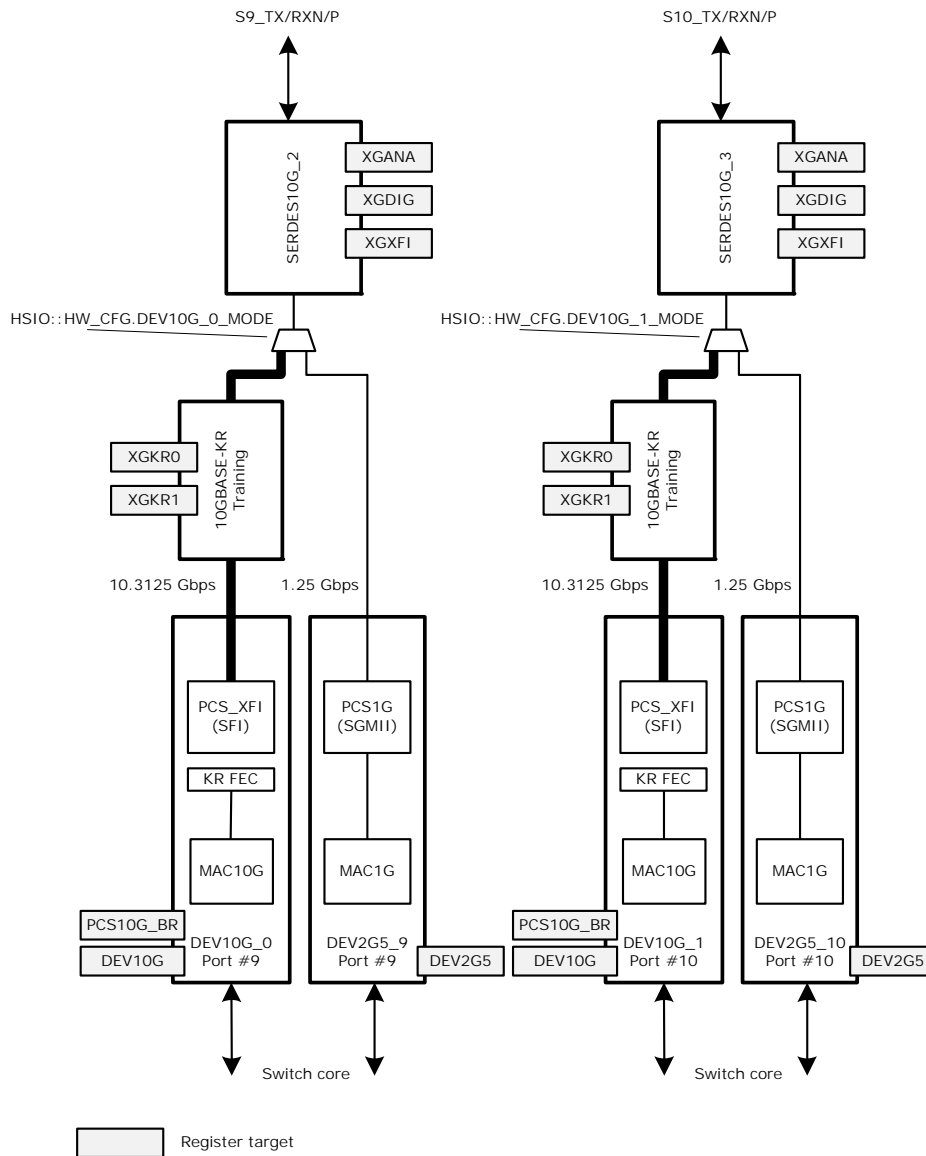 S9_TX/RXN/P
S10_TX/RXN/P
SERDES10G_2
XGANA
XGDIG
XGXFI
SERDES10G_3
XGANA
XGDIG
XGXFI
HSIO::HW_CFG.DEV10G_0_MODE
HSIO::HW_CFG.DEV10G_1_MODE
XGKR0
XGKR1
10GBASE-KR
Training
XGKR0
XGKR1
10GBASE-KR
Training
10.3125 Gbps
1.25 Gbps
10.3125 Gbps
1.25 Gbps
PCS_XFI
(SFI)
PCS1G
(SGMII)
PCS_XFI
(SFI)
PCS1G
(SGMII)
KR FEC
KR FEC
MAC10G
MAC1G
MAC10G
MAC1G
PCS10G_BR
DEV10G
DEV10G_0
Port #9
DEV2G5_9
Port #9
DEV2G5
PCS10G_BR
DEV10G
DEV10G_1
Port #10
DEV2G5_10
Port #10
DEV2G5
Switch core
Switch core
Register target